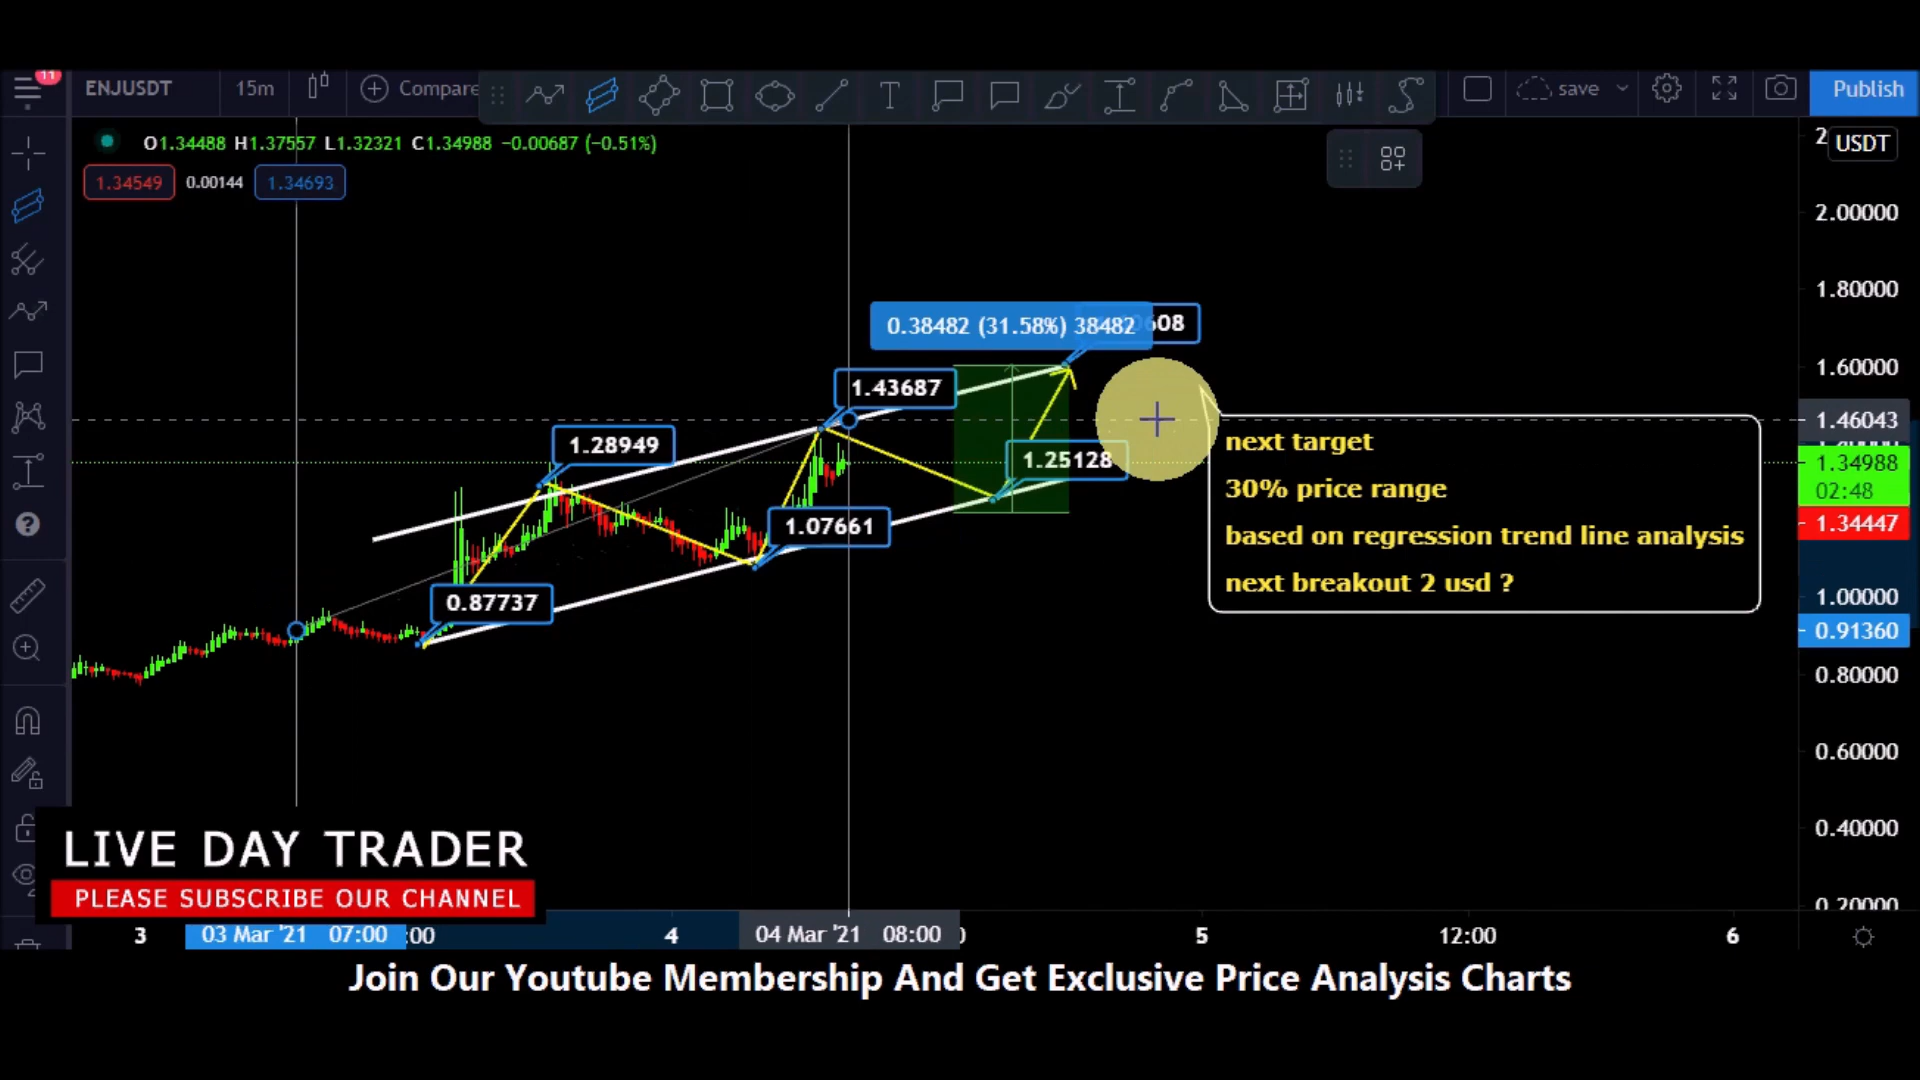 11
ENJUSDT 15m Compare save Publish
O1.34488 H1.37557 L1.32321 C1.34988 −0.00687 (−0.51%)
1.34549 0.00144 1.34693
USDT
2.00000
1.80000
1.60000
1.46043
1.34988
02:48
1.34447
1.00000
0.91360
0.80000
0.60000
0.40000
0.20000
0.38482 (31.58%) 38482
1.43687
1.28949
1.25128
1.07661
0.87737
next target
30% price range
based on regression trend line analysis
next breakout 2 usd ?
LIVE DAY TRADER
PLEASE SUBSCRIBE OUR CHANNEL
3 03 Mar '21 07:00 :00 4 04 Mar '21 08:00 5 12:00 6
Join Our Youtube Membership And Get Exclusive Price Analysis Charts